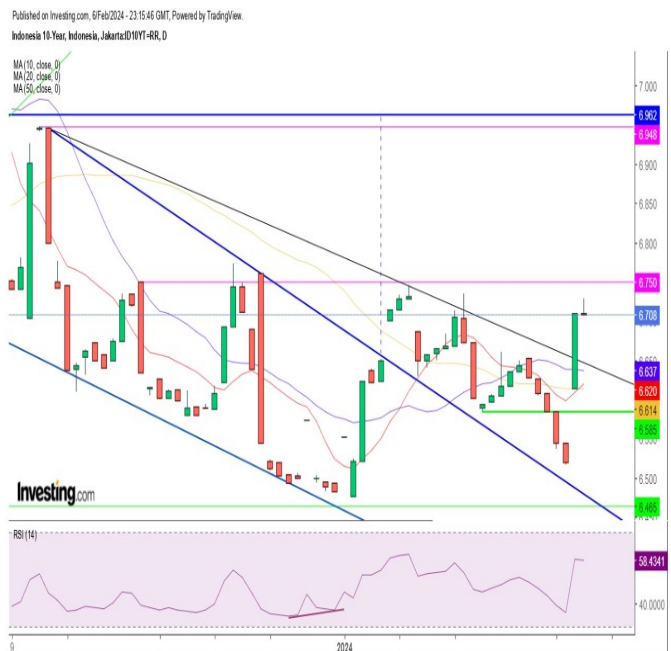 Published on Investing.com, 6/Feb/2024 - 23:15:46 GMT, Powered by TradingView.
Indonesia 10-Year, Indonesia, Jakarta:ID10YT=RR, D
MA (10, close, 0)
MA (20, close, 0)
MA (50, close, 0)
7.000
6.962
6.948
6.900
6.850
6.800
6.750
6.708
6.637
6.620
6.614
6.585
6.500
6.465
Investing.com
RSI (14)
58.4341
40.0000
9
2024